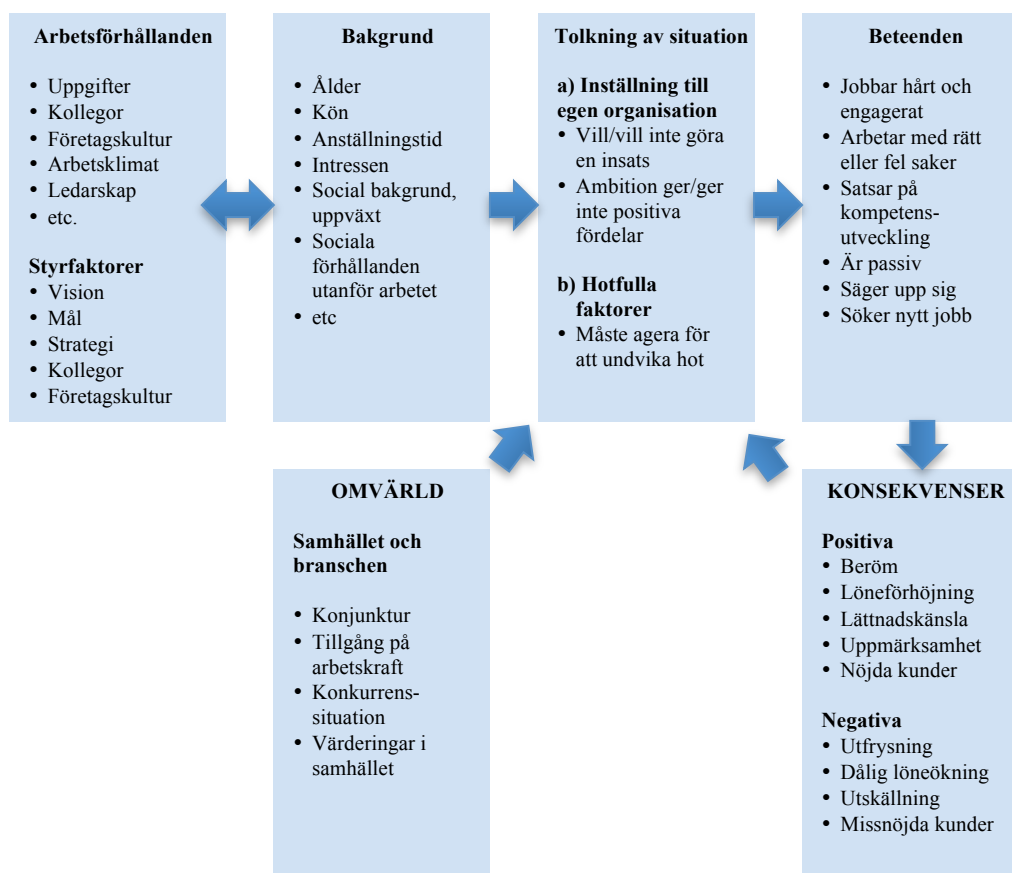 Arbetsförhållanden
• Uppgifter
• Kollegor
• Företagskultur
• Arbetsklimat
• Ledarskap
• etc.
Styrfaktorer
• Vision
• Mål
• Strategi
• Kollegor
• Företagskultur
Bakgrund
• Ålder
• Kön
• Anställningstid
• Intressen
• Social bakgrund,
uppväxt
• Sociala
förhållanden
utanför arbetet
• etc
Tolkning av situation
a) Inställning till
egen organisation
• Vill/vill inte göra
en insats
• Ambition ger/ger
inte positiva
fördelar
b) Hotfulla
faktorer
• Måste agera för
att undvika hot
Beteenden
• Jobbar hårt och
engagerat
• Arbetar med rätt
eller fel saker
• Satsar på
kompetens-
utveckling
• Är passiv
• Säger upp sig
• Söker nytt jobb
OMVÄRLD
Samhället och
branschen
• Konjunktur
• Tillgång på
arbetskraft
• Konkurrens-
situation
• Värderingar i
samhället
KONSEKVENSER
Positiva
• Beröm
• Löneförhöjning
• Lättnadskänsla
• Uppmärksamhet
• Nöjda kunder
Negativa
• Utfrysning
• Dålig löneökning
• Utskällning
• Missnöjda kunder